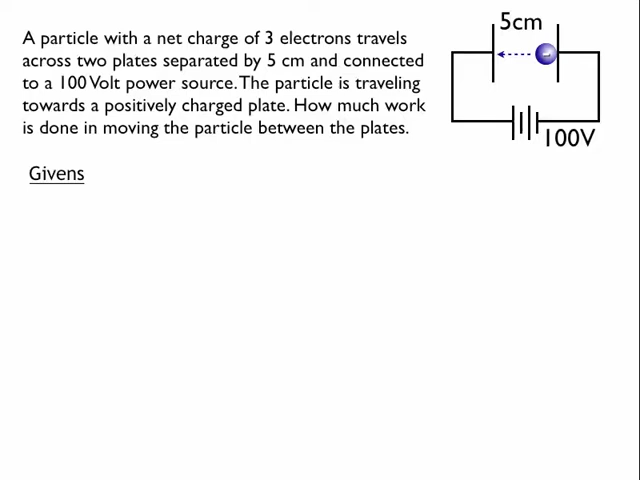 5cm
A particle with a net charge of 3 electrons travels
across two plates separated by 5 cm and connected
to a 100 Volt power source. The particle is traveling
towards a positively charged plate. How much work
is done in moving the particle between the plates.
100V
Givens